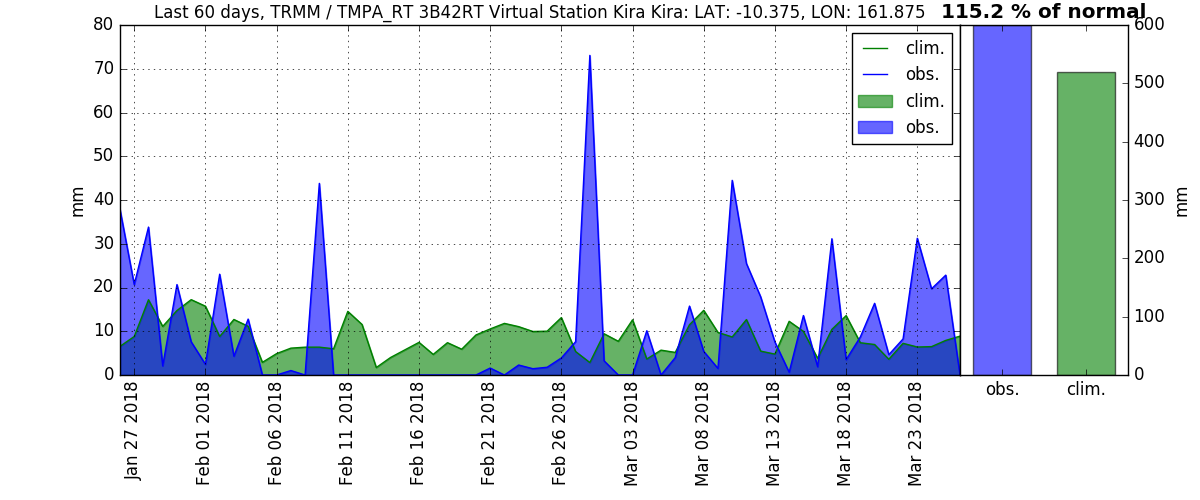 Last 60 days, TRMM / TMPA_RT 3B42RT Virtual Station Kira Kira: LAT: -10.375, LON: 161.875
115.2 % of normal
80
70
60
50
40
30
20
10
0
mm
clim.
obs.
clim.
obs.
600
500
400
300
200
100
0
mm
obs.
clim.
Jan 27 2018
Feb 01 2018
Feb 06 2018
Feb 11 2018
Feb 16 2018
Feb 21 2018
Feb 26 2018
Mar 03 2018
Mar 08 2018
Mar 13 2018
Mar 18 2018
Mar 23 2018